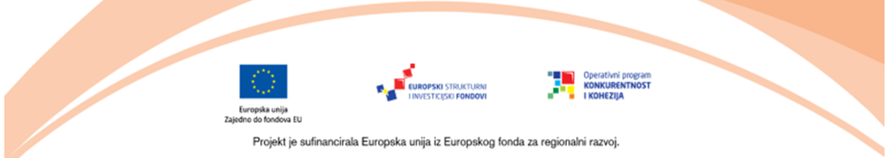 Europska unija
Zajedno do fondova EU
EUROPSKI STRUKTURNI
I INVESTICIJSKI FONDOVI
Operativni program
KONKURENTNOST
I KOHEZIJA
Projekt je sufinancirala Europska unija iz Europskog fonda za regionalni razvoj.